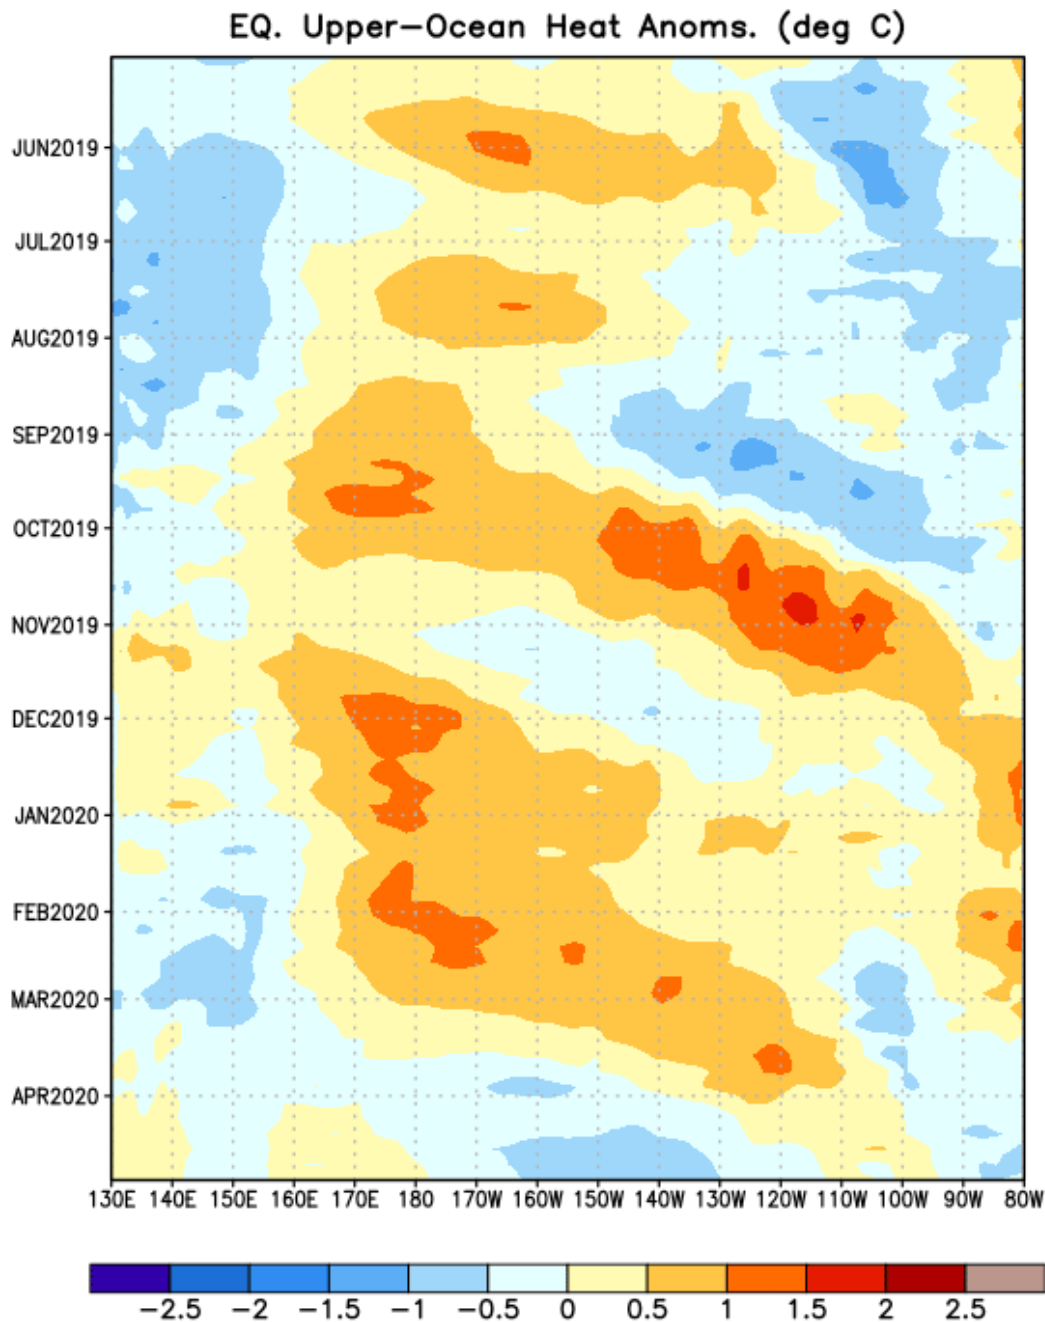 EQ. Upper-Ocean Heat Anoms. (deg C)
JUN2019
JUL2019
AUG2019
SEP2019
OCT2019
NOV2019
DEC2019
JAN2020
FEB2020
MAR2020
APR2020
130E 140E 150E 160E 170E 180 170W 160W 150W 140W 130W 120W 110W 100W 90W 80W
-2.5 -2 -1.5 -1 -0.5 0 0.5 1 1.5 2 2.5